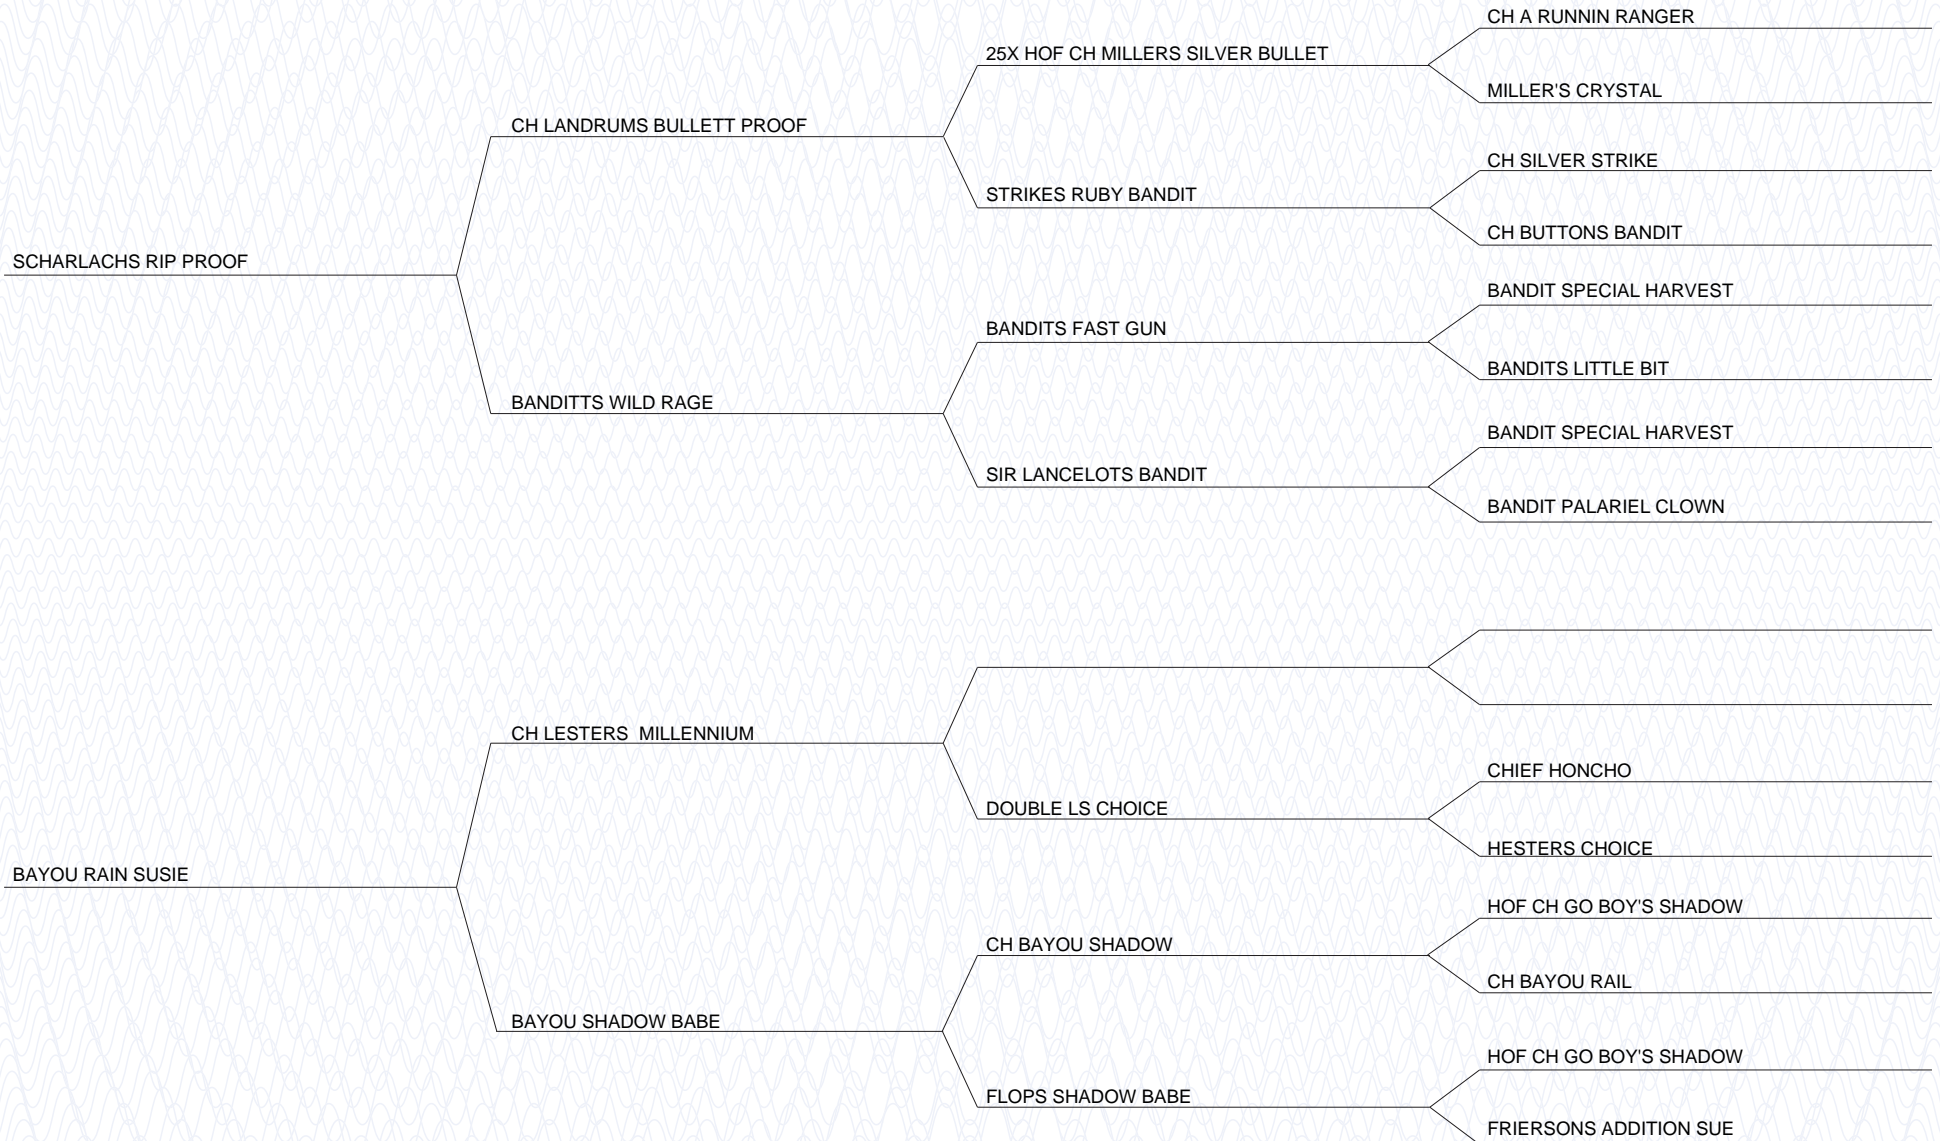 CH A RUNNIN RANGER
25X HOF CH MILLERS SILVER BULLET
MILLER'S CRYSTAL
CH LANDRUMS BULLETT PROOF
CH SILVER STRIKE
STRIKES RUBY BANDIT
CH BUTTONS BANDIT
SCHARLACHS RIP PROOF
BANDIT SPECIAL HARVEST
BANDITS FAST GUN
BANDITS LITTLE BIT
BANDITTS WILD RAGE
BANDIT SPECIAL HARVEST
SIR LANCELOTS BANDIT
BANDIT PALARIEL CLOWN
CH LESTERS  MILLENNIUM
CHIEF HONCHO
DOUBLE LS CHOICE
HESTERS CHOICE
BAYOU RAIN SUSIE
HOF CH GO BOY'S SHADOW
CH BAYOU SHADOW
CH BAYOU RAIL
BAYOU SHADOW BABE
HOF CH GO BOY'S SHADOW
FLOPS SHADOW BABE
FRIERSONS ADDITION SUE